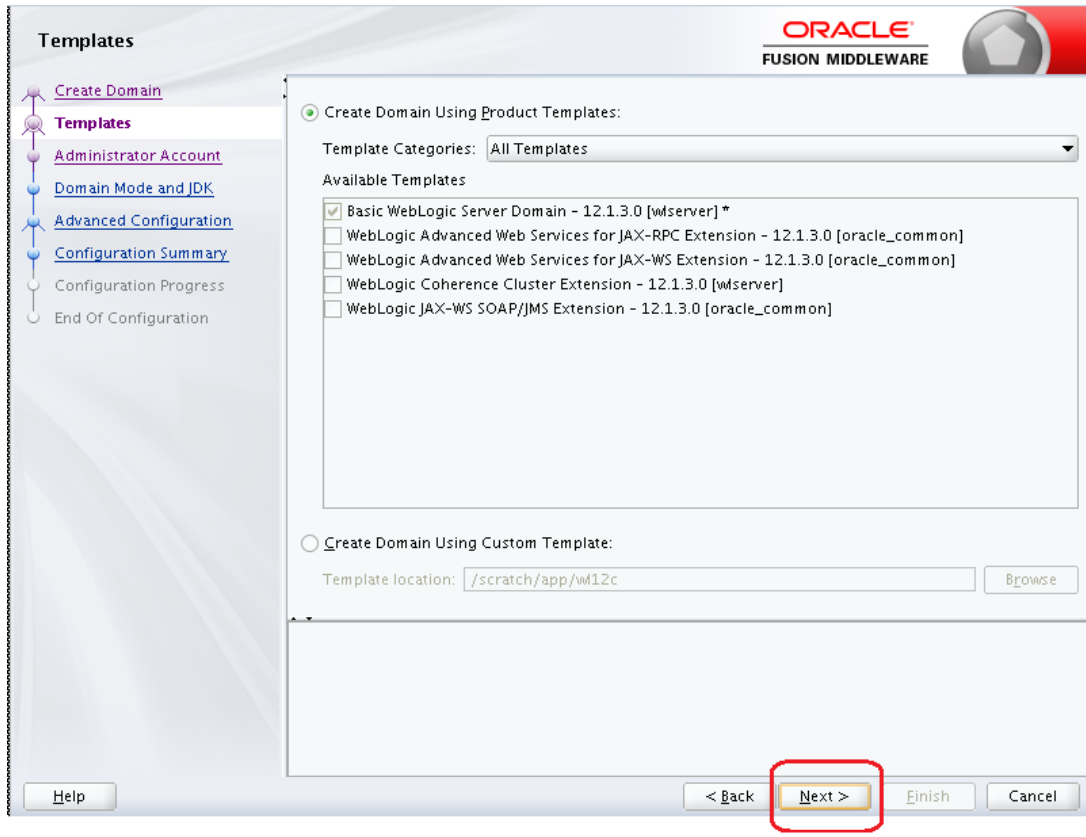 Templates
ORACLE
FUSION MIDDLEWARE
Create Domain
Templates
Administrator Account
Domain Mode and JDK
Advanced Configuration
Configuration Summary
Configuration Progress
End Of Configuration
Create Domain Using Product Templates:
Template Categories: All Templates
Available Templates
Basic WebLogic Server Domain - 12.1.3.0 [wlserver] *
WebLogic Advanced Web Services for JAX-RPC Extension - 12.1.3.0 [oracle_common]
WebLogic Advanced Web Services for JAX-WS Extension - 12.1.3.0 [oracle_common]
WebLogic Coherence Cluster Extension - 12.1.3.0 [wlserver]
WebLogic JAX-WS SOAP/JMS Extension - 12.1.3.0 [oracle_common]
Create Domain Using Custom Template:
Template location: /scratch/app/wl12c Browse
Help < Back Next > Finish Cancel